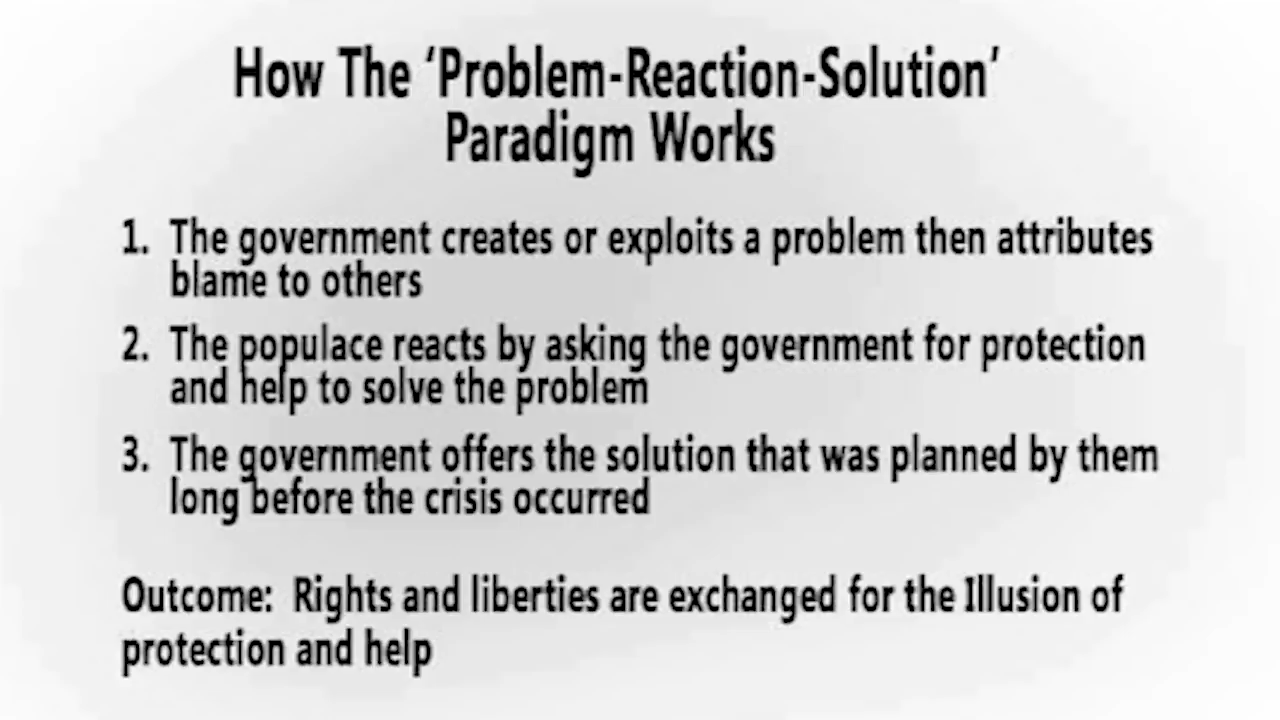 How The ‘Problem-Reaction-Solution’
Paradigm Works
1. The government creates or exploits a problem then attributes
blame to others
2. The populace reacts by asking the government for protection
and help to solve the problem
3. The government offers the solution that was planned by them
long before the crisis occurred
Outcome: Rights and liberties are exchanged for the Illusion of
protection and help